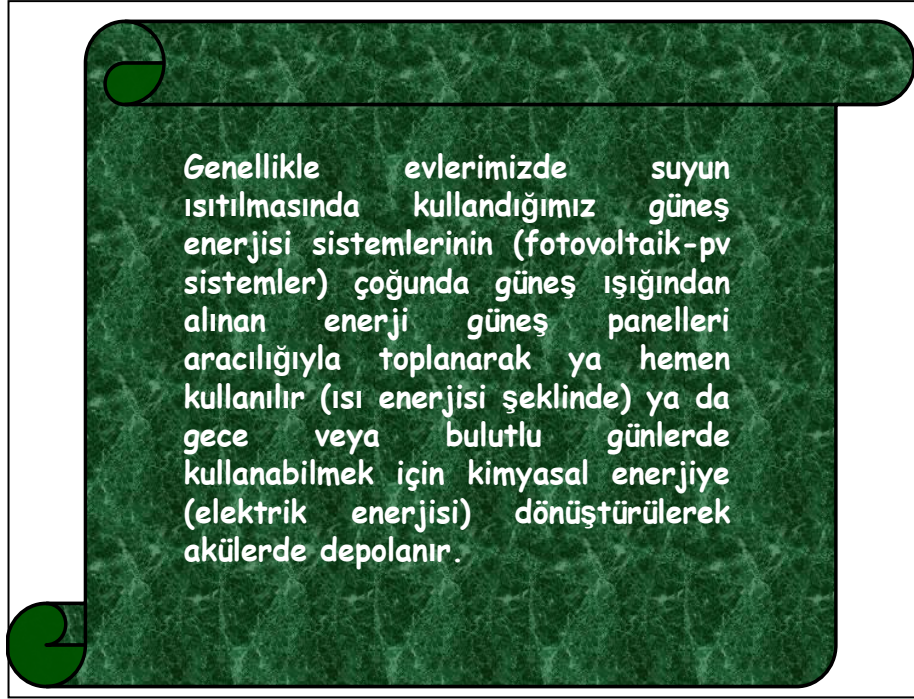 Genellikle evlerimizde suyun
ısıtılmasında kullandığımız güneş
enerjisi sistemlerinin (fotovoltaik-pv
sistemler) çoğunda güneş ışığından
alınan enerji güneş panelleri
aracılığıyla toplanarak ya hemen
kullanılır (ısı enerjisi şeklinde) ya da
gece veya bulutlu günlerde
kullanabilmek için kimyasal enerjiye
(elektrik enerjisi) dönüştürülerek
akülerde depolanır.